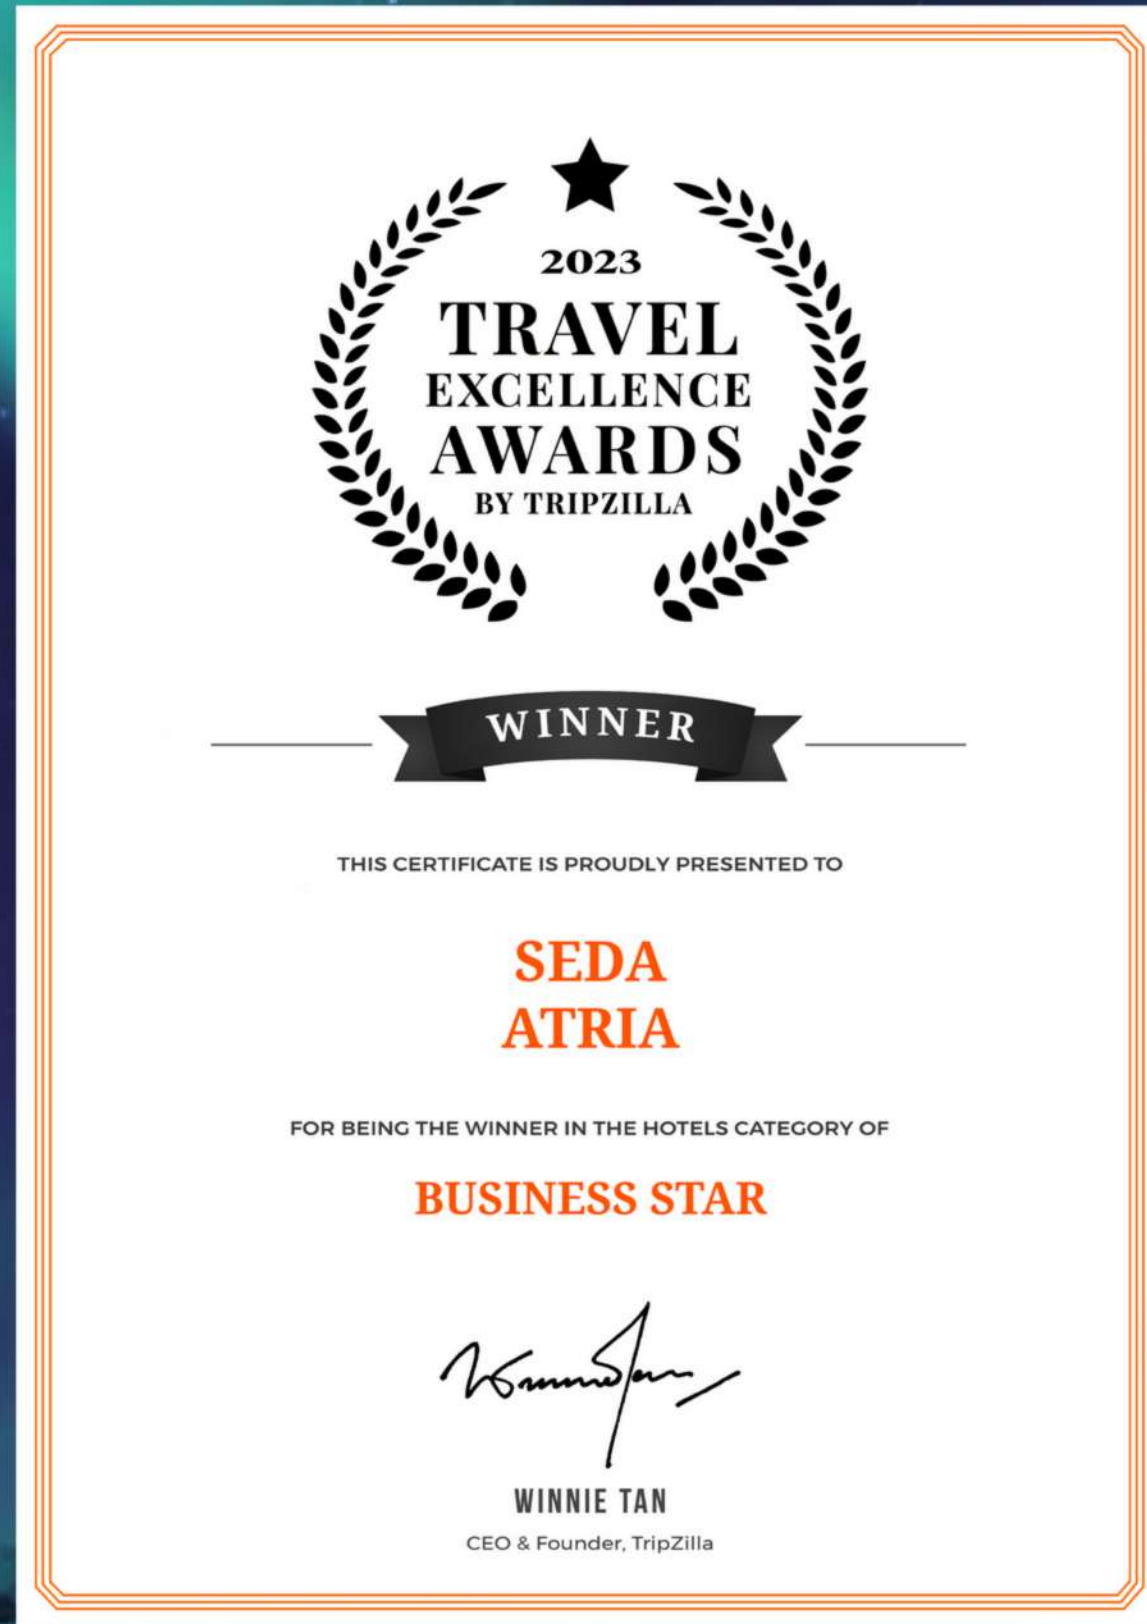 2023
TRAVEL
EXCELLENCE
AWARDS
BY TRIPZILLA
WINNER
THIS CERTIFICATE IS PROUDLY PRESENTED TO
SEDA
ATRIA
FOR BEING THE WINNER IN THE HOTELS CATEGORY OF
BUSINESS STAR
WINNIE TAN
CEO & Founder, TripZilla